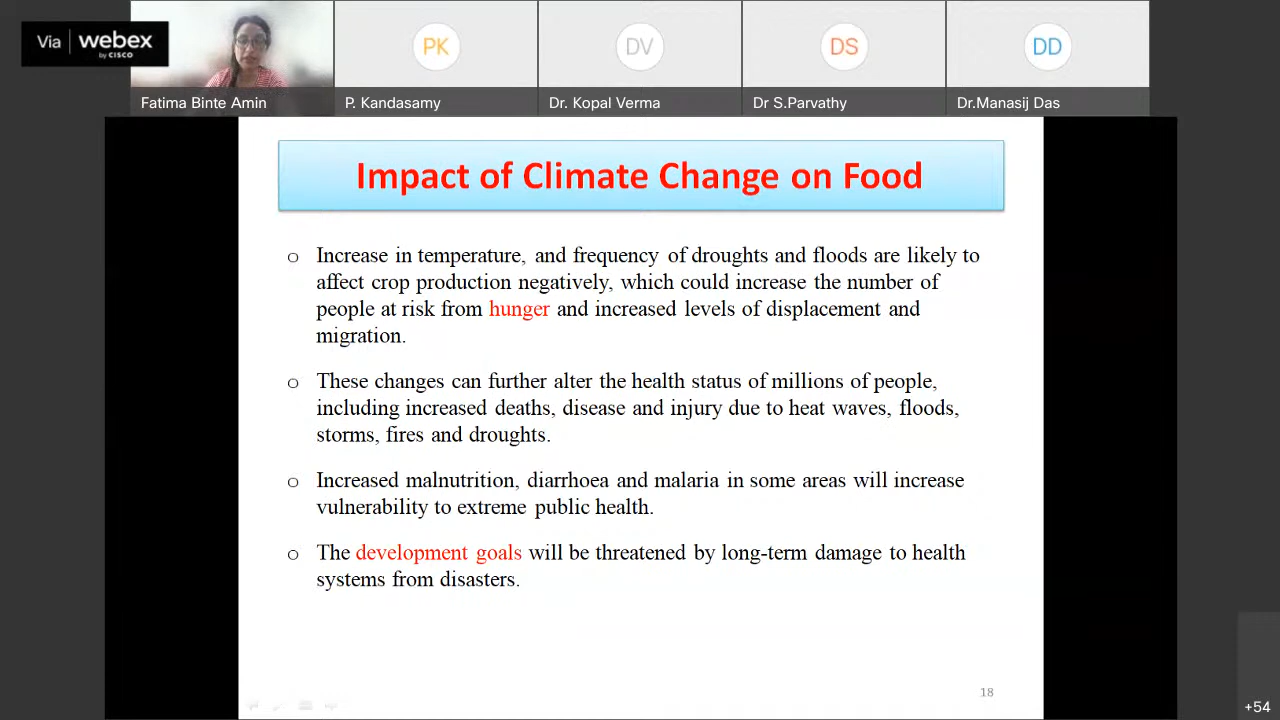 Via webex
by CISCO
PK
DV
DS
DD
Fatima Binte Amin
P. Kandasamy
Dr. Kopal Verma
Dr S.Parvathy
Dr.Manasij Das
Impact of Climate Change on Food
o Increase in temperature, and frequency of droughts and floods are likely to
affect crop production negatively, which could increase the number of
people at risk from hunger and increased levels of displacement and
migration.
o These changes can further alter the health status of millions of people,
including increased deaths, disease and injury due to heat waves, floods,
storms, fires and droughts.
o Increased malnutrition, diarrhoea and malaria in some areas will increase
vulnerability to extreme public health.
o The development goals will be threatened by long-term damage to health
systems from disasters.
18
+54